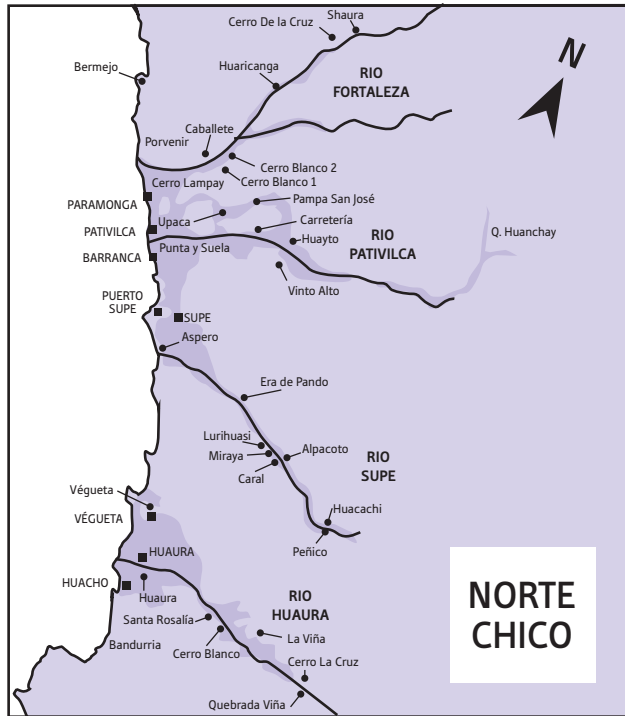 Shaura
Cerro De la Cruz
N
Bermejo
Huaricanga
RIO
FORTALEZA
Caballete
Porvenir
Cerro Blanco 2
Cerro Blanco 1
Cerro Lampay
Pampa San José
PARAMONGA
Upaca
Carretería
PATIVILCA
Huayto
RIO
PATIVILCA
Q. Huanchay
Punta y Suela
BARRANCA
Vinto Alto
PUERTO
SUPE
SUPE
Aspero
Era de Pando
Lurihuasi
Miraya
Alpacoto
RIO
SUPE
Caral
Végueta
Huacachi
VÉGUETA
Peñico
HUAURA
HUACHO
Huaura
RIO
HUAURA
NORTE
CHICO
Santa Rosalía
La Viña
Bandurria
Cerro Blanco
Cerro La Cruz
Quebrada Viña